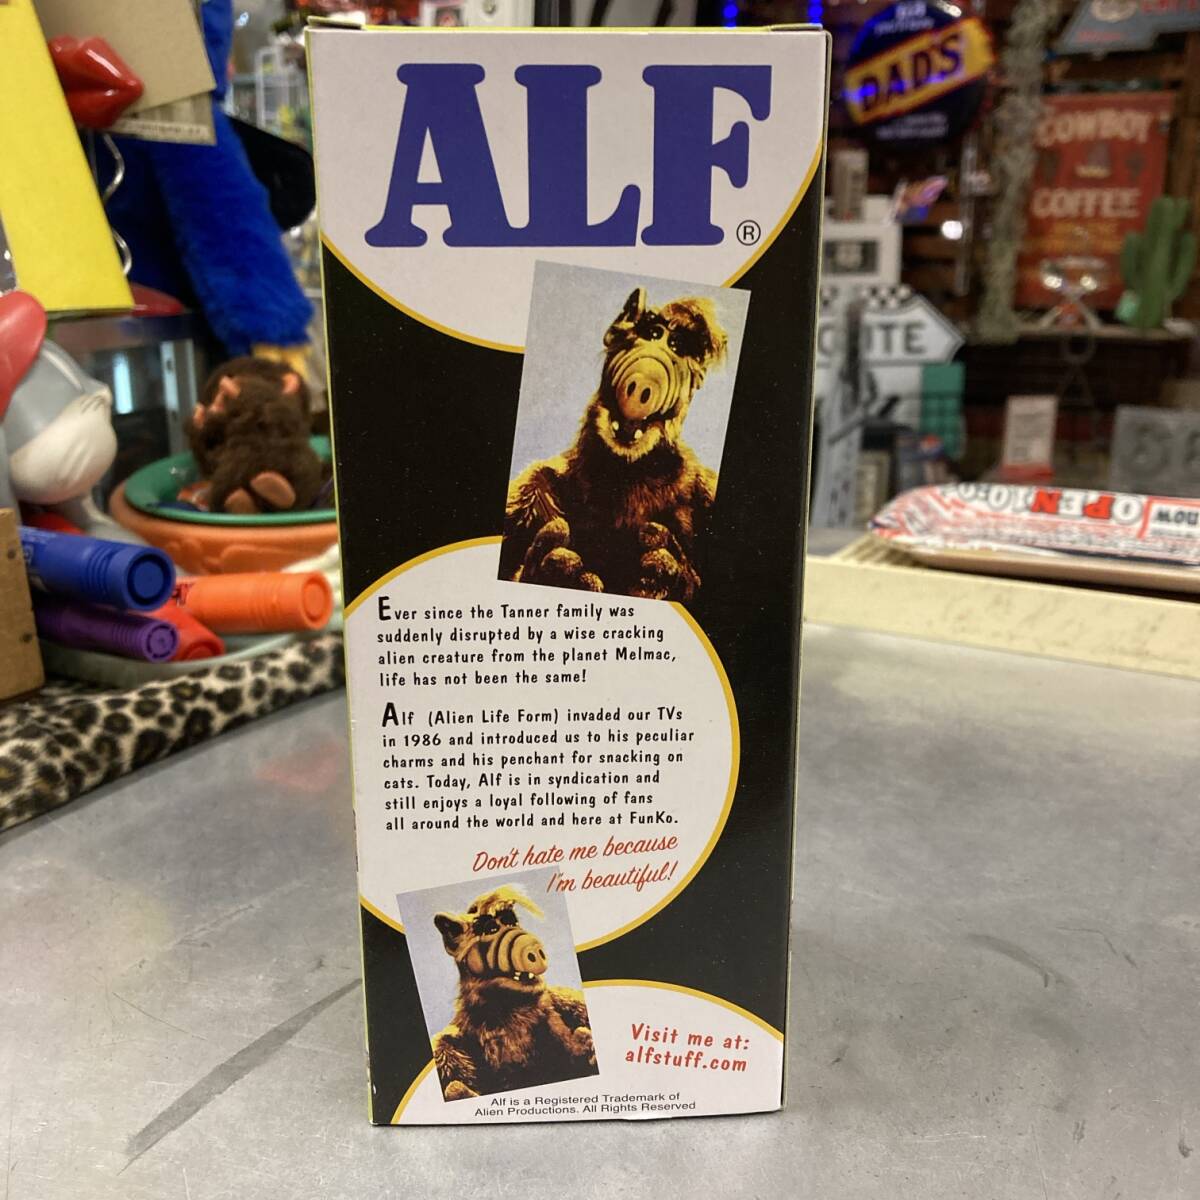 ALF®
Ever since the Tanner family was
suddenly disrupted by a wise cracking
alien creature from the planet Melmac,
life has not been the same!
Alf (Alien Life Form) invaded our TVs
in 1986 and introduced us to his peculiar
charms and his penchant for snacking on
cats. Today, Alf is in syndication and
still enjoys a loyal following of fans
all around the world and here at FunKo.
Don't hate me because
I'm beautiful!
Visit me at:
alfstuff.com
Alf is a Registered Trademark of
Alien Productions. All Rights Reserved
DAD'S
COWBOY
COFFEE
OPEN
NOW